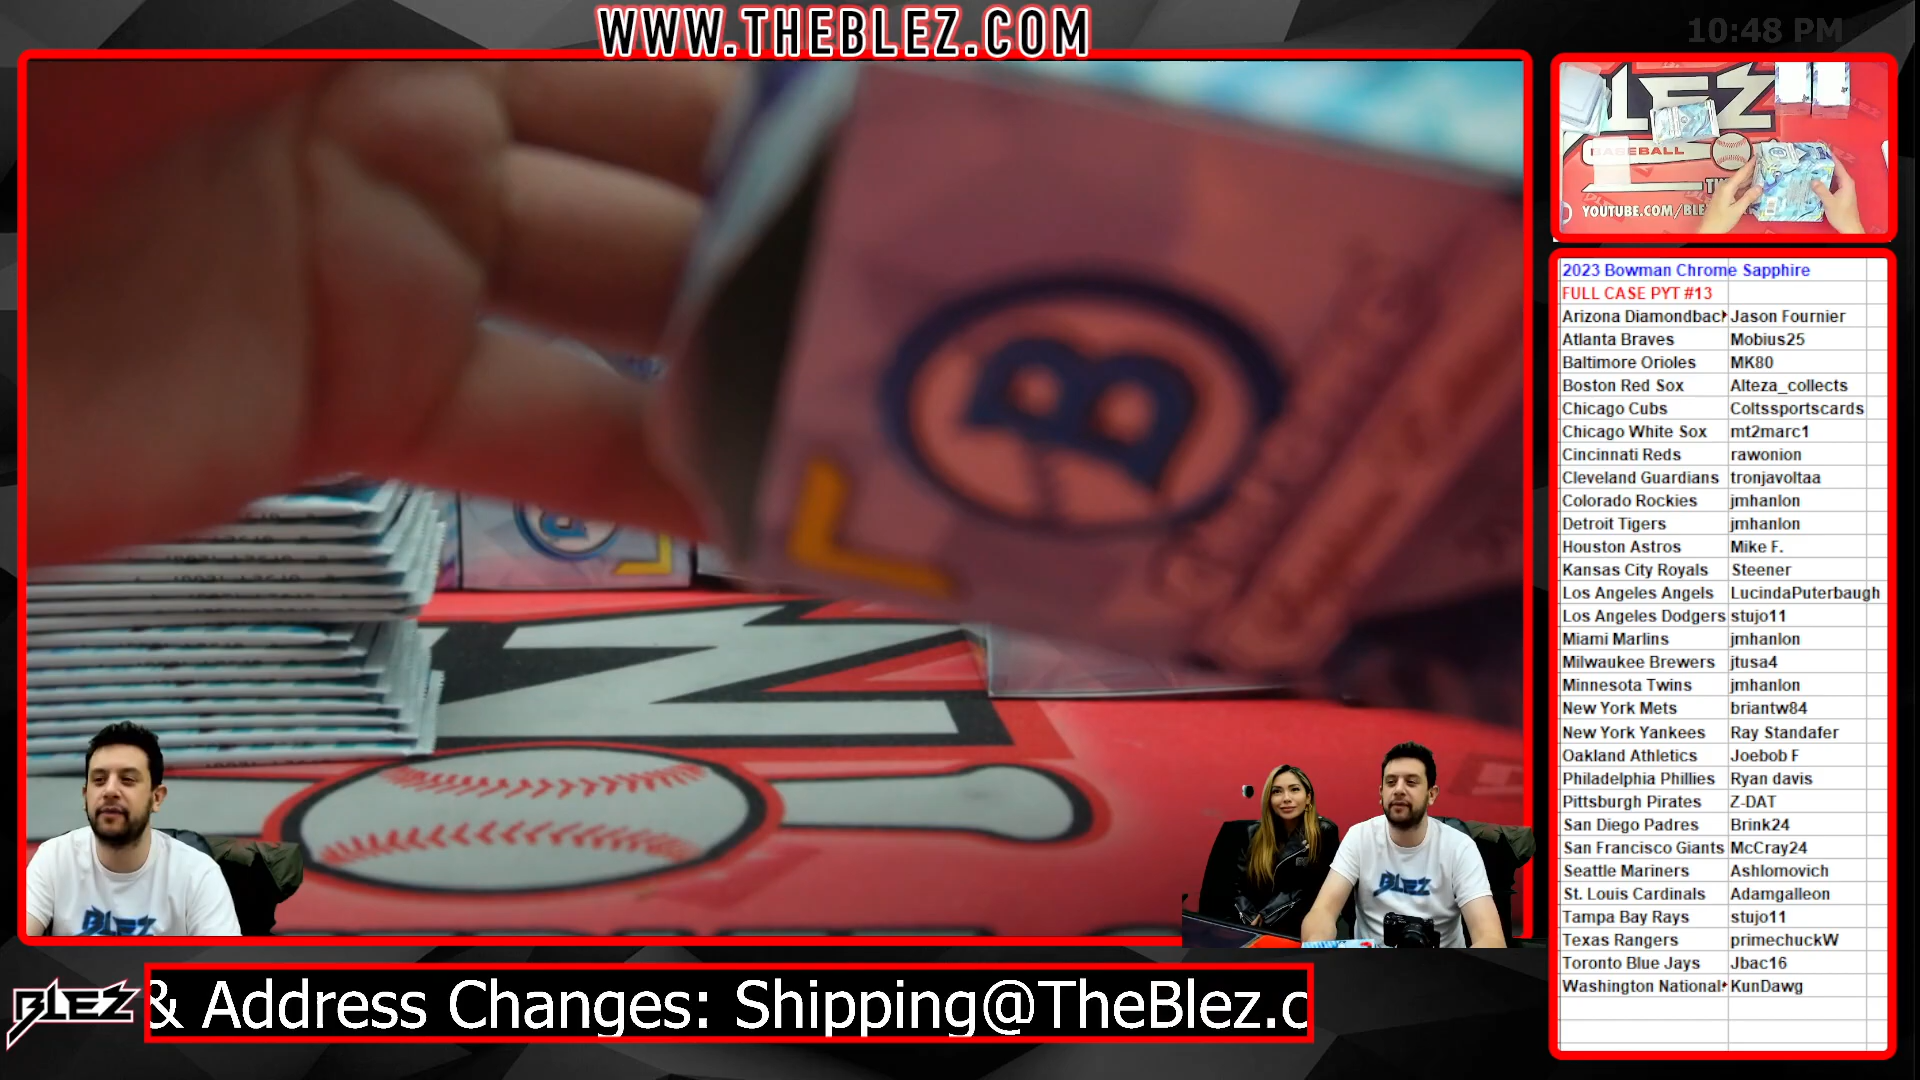 WWW.THEBLEZ.COM
10:48 PM
BASEBALL
YOUTUBE.COM/BLE
2023 Bowman Chrome Sapphire
FULL CASE PYT #13
Arizona Diamondbac Jason Fournier
Atlanta Braves Mobius25
Baltimore Orioles MK80
Boston Red Sox Alteza_collects
Chicago Cubs Coltssportscards
Chicago White Sox mt2marc1
Cincinnati Reds rawonion
Cleveland Guardians tronjavoltaa
Colorado Rockies jmhanlon
Detroit Tigers jmhanlon
Houston Astros Mike F.
Kansas City Royals Steener
Los Angeles Angels LucindaPuterbaugh
Los Angeles Dodgers stujo11
Miami Marlins jmhanlon
Milwaukee Brewers jtusa4
Minnesota Twins jmhanlon
New York Mets briantw84
New York Yankees Ray Standafer
Oakland Athletics Joebob F
Philadelphia Phillies Ryan davis
Pittsburgh Pirates Z-DAT
San Diego Padres Brink24
San Francisco Giants McCray24
Seattle Mariners Ashlomovich
St. Louis Cardinals Adamgalleon
Tampa Bay Rays stujo11
Texas Rangers primechuckW
Toronto Blue Jays Jbac16
Washington National KunDawg
B
BLEZ
BLEZ
BLEZ
& Address Changes: Shipping@TheBlez.c